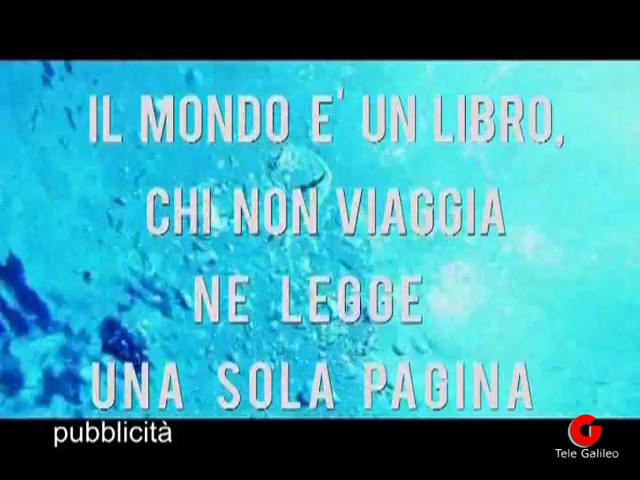 IL MONDO E' UN LIBRO,
CHI NON VIAGGIA
NE LEGGE
UNA SOLA PAGINA
pubblicità
Tele Galileo